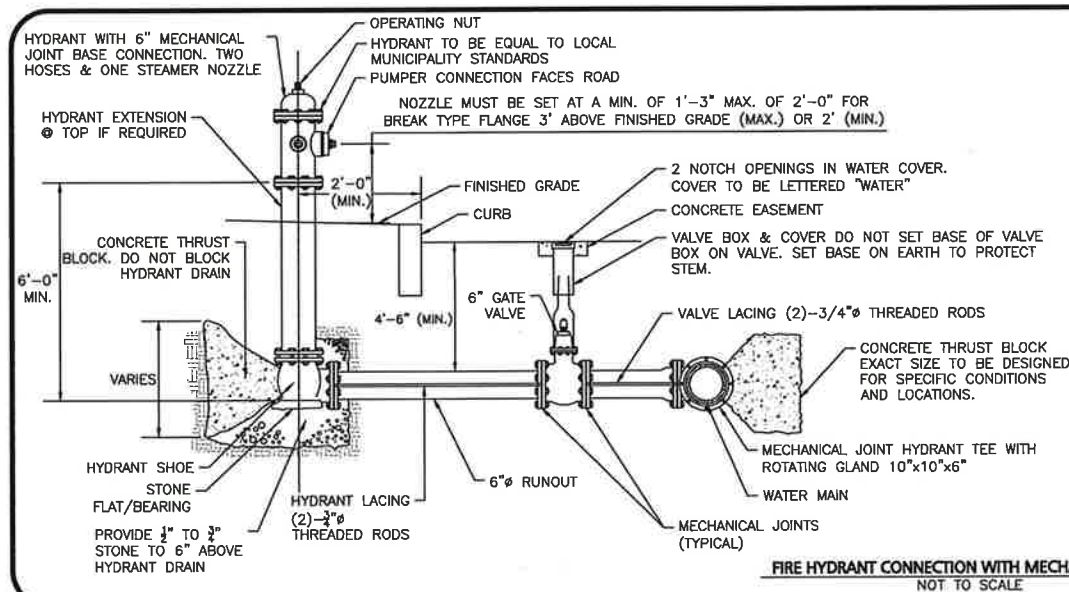 OPERATING NUT
HYDRANT WITH 6" MECHANICAL
JOINT BASE CONNECTION. TWO
HOSES & ONE STEAMER NOZZLE
HYDRANT TO BE EQUAL TO LOCAL
MUNICIPALITY STANDARDS
PUMPER CONNECTION FACES ROAD
NOZZLE MUST BE SET AT A MIN. OF 1'-3" MAX. OF 2'-0" FOR
BREAK TYPE FLANGE 3' ABOVE FINISHED GRADE (MAX.) OR 2' (MIN.)
HYDRANT EXTENSION
@ TOP IF REQUIRED
2'-0"
(MIN.)
FINISHED GRADE
CURB
2 NOTCH OPENINGS IN WATER COVER.
COVER TO BE LETTERED "WATER"
CONCRETE EASEMENT
VALVE BOX & COVER DO NOT SET BASE OF VALVE
BOX ON VALVE. SET BASE ON EARTH TO PROTECT
STEM.
CONCRETE THRUST
BLOCK. DO NOT BLOCK
HYDRANT DRAIN
6'-0"
MIN.
4'-6" (MIN.)
6" GATE
VALVE
VALVE LACING (2)-3/4"ø THREADED RODS
VARIES
CONCRETE THRUST BLOCK
EXACT SIZE TO BE DESIGNED
FOR SPECIFIC CONDITIONS
AND LOCATIONS.
HYDRANT SHOE
STONE
FLAT/BEARING
PROVIDE ½" TO ¾"
STONE TO 6" ABOVE
HYDRANT DRAIN
HYDRANT LACING
(2)-¾"ø
THREADED RODS
6"ø RUNOUT
MECHANICAL JOINTS
(TYPICAL)
MECHANICAL JOINT HYDRANT TEE WITH
ROTATING GLAND 10"x10"x6"
WATER MAIN
FIRE HYDRANT CONNECTION WITH MECHA
NOT TO SCALE